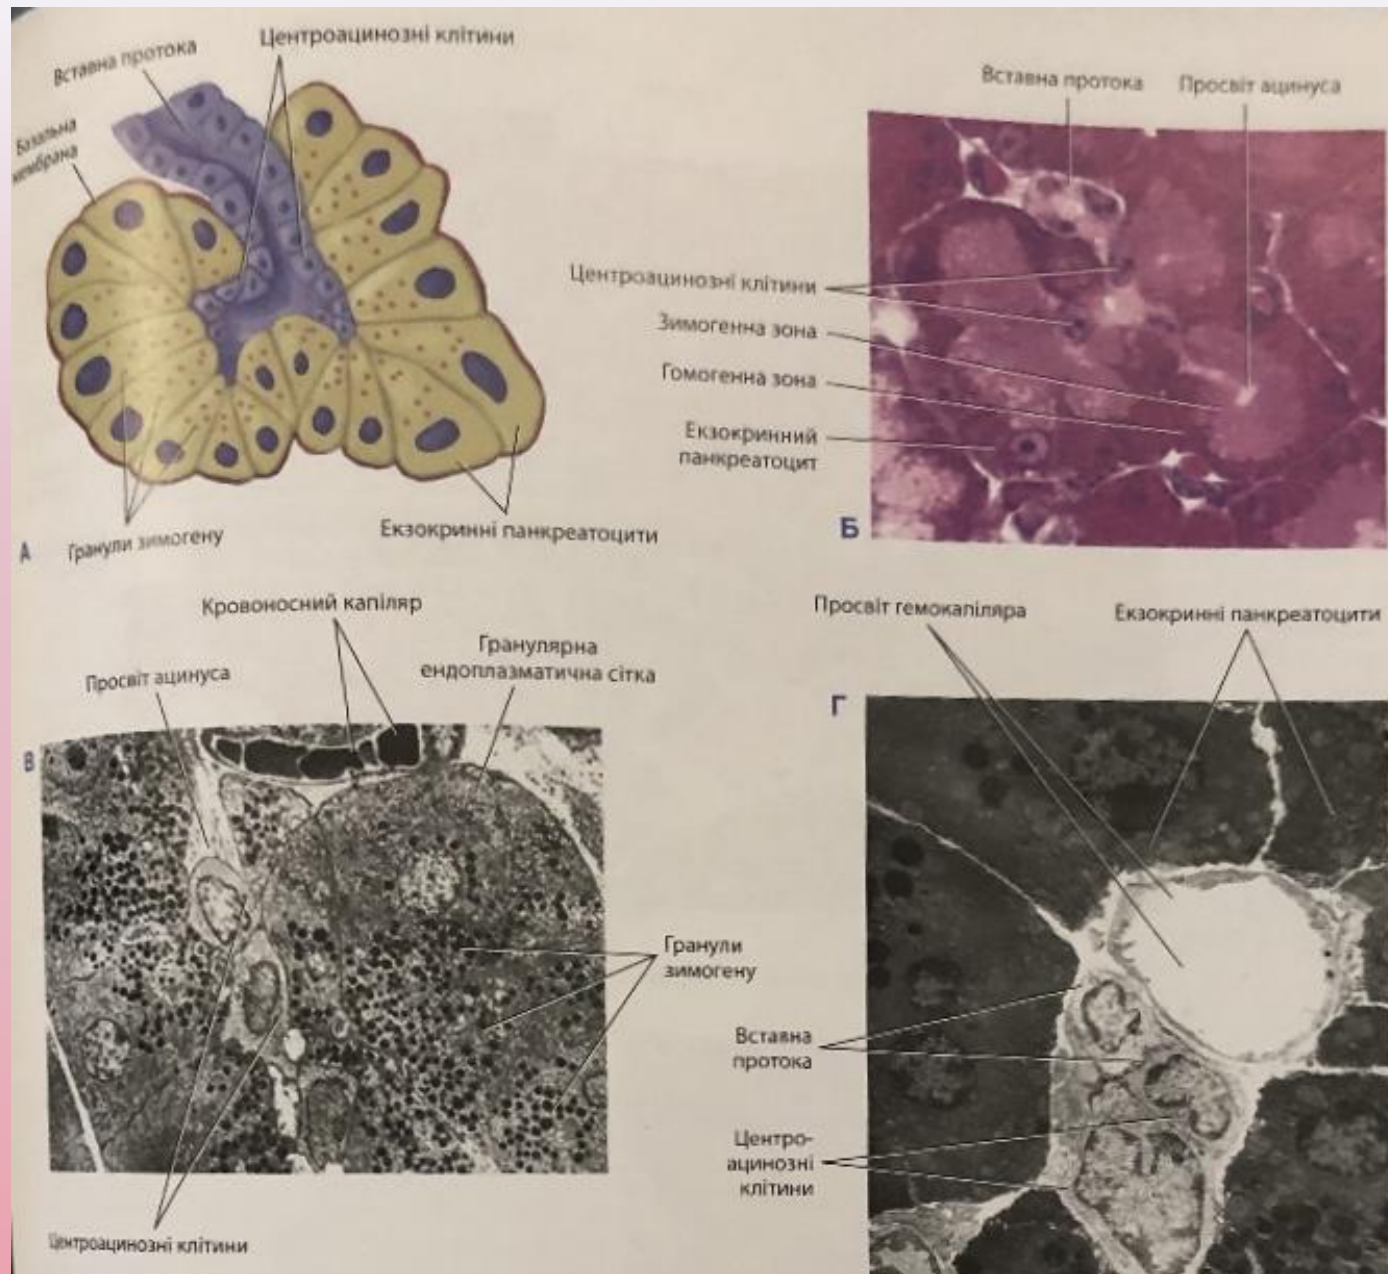 Вставна протока
Центроацинозні клітини
Базальна
мембрана
А
Гранули зимогену
Екзокринні панкреатоцити
Вставна протока
Просвіт ацинуса
Центроацинозні клітини
Зимогенна зона
Гомогенна зона
Екзокринний
панкреатоцит
Б
Кровоносний капіляр
Гранулярна
ендоплазматична сітка
Просвіт ацинуса
В
Гранули
зимогену
Центроацинозні клітини
Просвіт гемокапіляра
Екзокринні панкреатоцити
Г
Вставна
протока
Центро-
ацинозні
клітини